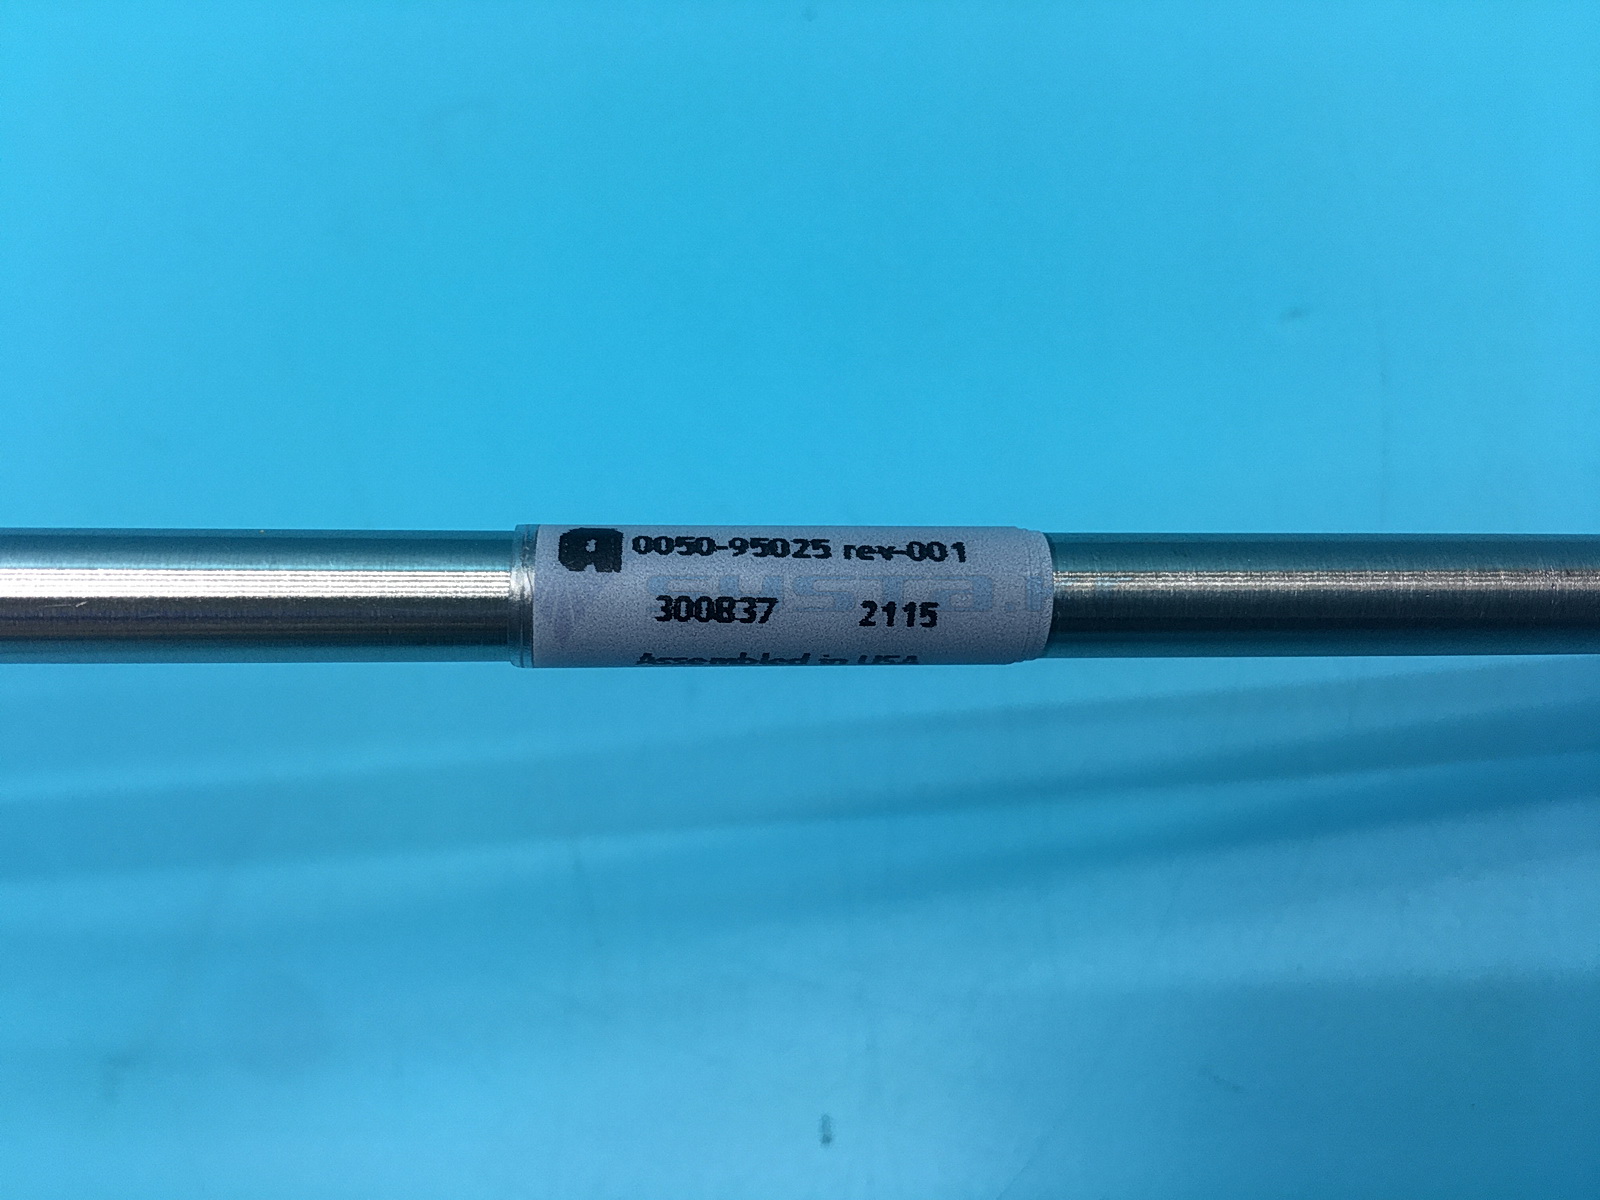 a 0050-95025 rev-001
300837 2115
Assembled in USA